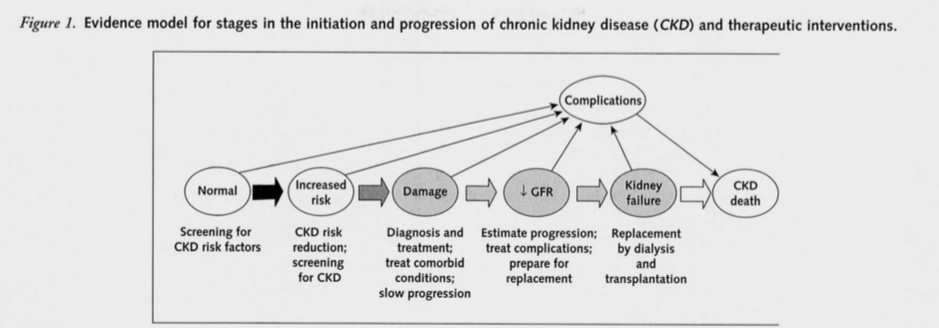 Figure 1. Evidence model for stages in the initiation and progression of chronic kidney disease (CKD) and therapeutic interventions.
Complications
Normal
Increased
risk
Damage
↓ GFR
Kidney
failure
CKD
death
Screening for
CKD risk factors
CKD risk
reduction;
screening
for CKD
Diagnosis and
treatment;
treat comorbid
conditions;
slow progression
Estimate progression;
treat complications;
prepare for
replacement
Replacement
by dialysis
and
transplantation